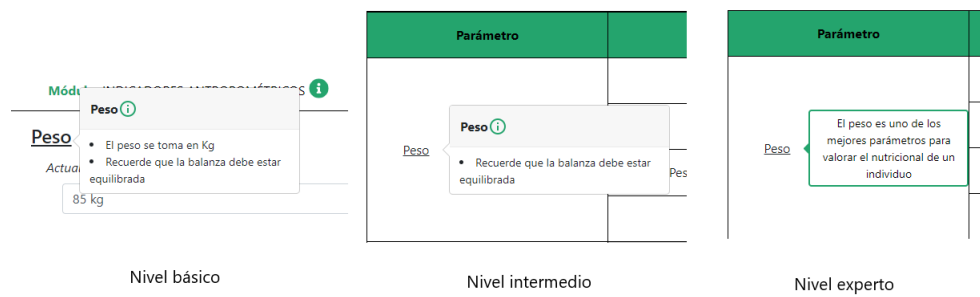 Módulo INDICADORES ANTROPOMÉTRICOS
Peso
Peso
• El peso se toma en Kg
• Recuerde que la balanza debe estar
equilibrada
85 kg
Nivel básico
Parámetro
Peso
Peso
• Recuerde que la balanza debe estar
equilibrada
Nivel intermedio
Parámetro
Peso
El peso es uno de los
mejores parámetros para
valorar el nutricional de un
individuo
Nivel experto